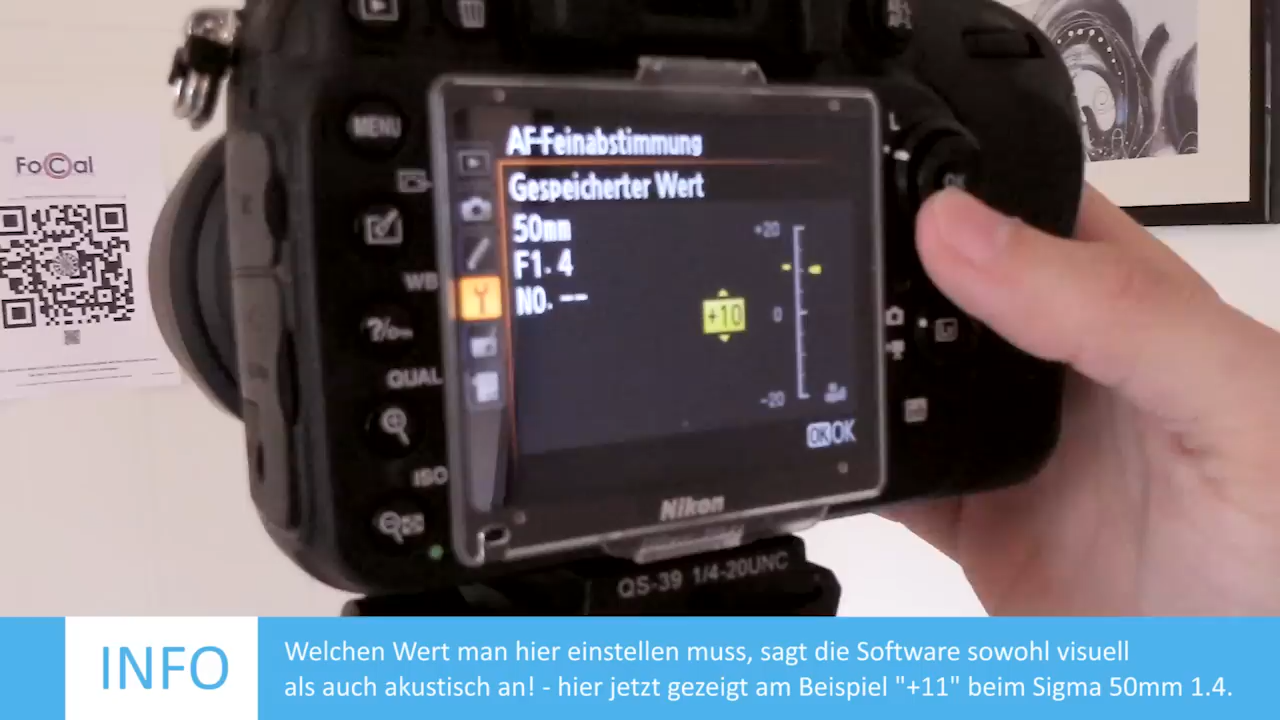 FoCal
MENU
WB
?/
QUAL
ISO
AF-Feinabstimmung
Gespeicherter Wert
50mm
F1.4
NO. --
+10
+20
0
-20
OK OK
L
OK
Nikon
QS-39 1/4-20UNC
INFO
Welchen Wert man hier einstellen muss, sagt die Software sowohl visuell
als auch akustisch an! - hier jetzt gezeigt am Beispiel "+11" beim Sigma 50mm 1.4.